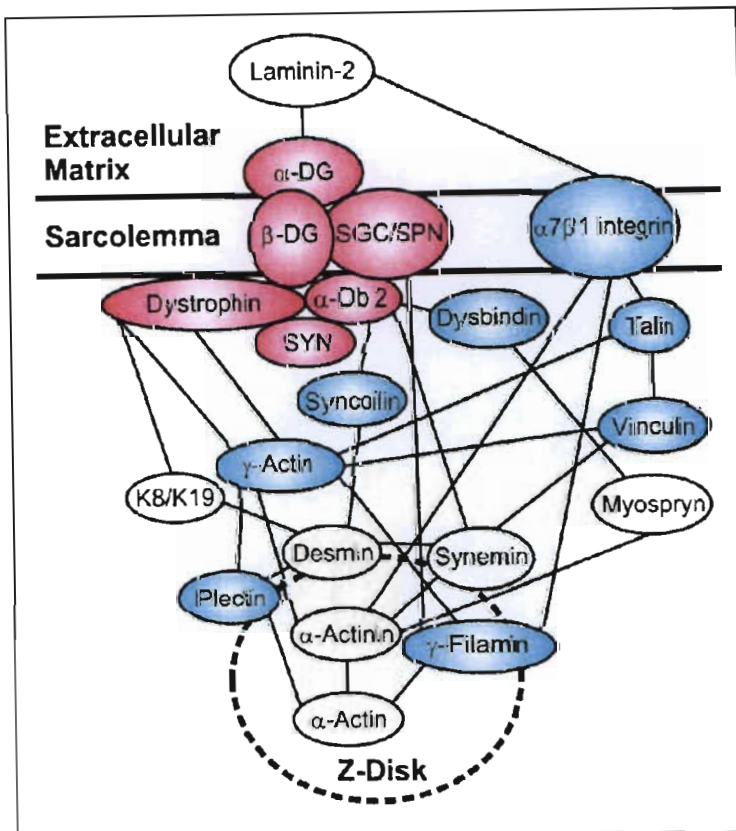 Laminin-2
Extracellular
Matrix
α-DG
Sarcolemma
β-DG
SGC/SPN
α7β1 integrin
Dystrophin
α-Db 2
Dysbindin
Talin
SYN
Syncoilin
Vinculin
γ-Actin
K8/K19
Myospryn
Desmin
Synemin
Plectin
α-Actinin
γ-Filamin
α-Actin
Z-Disk